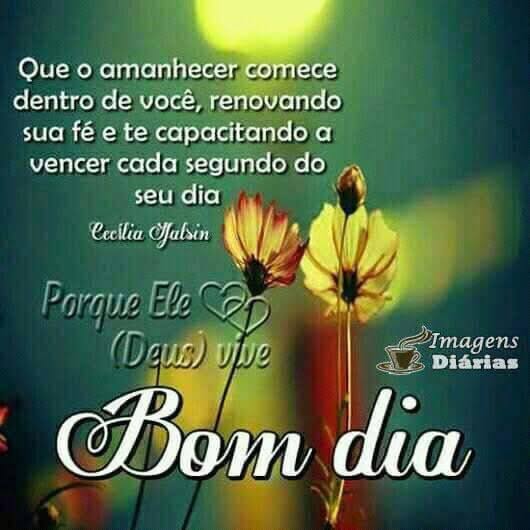 Que o amanhecer comece
dentro de você, renovando
sua fé e te capacitando a
vencer cada segundo do
seu dia
Cecília Jalsin
Porque Ele
(Deus) vive
Imagens
Diárias
Bom dia